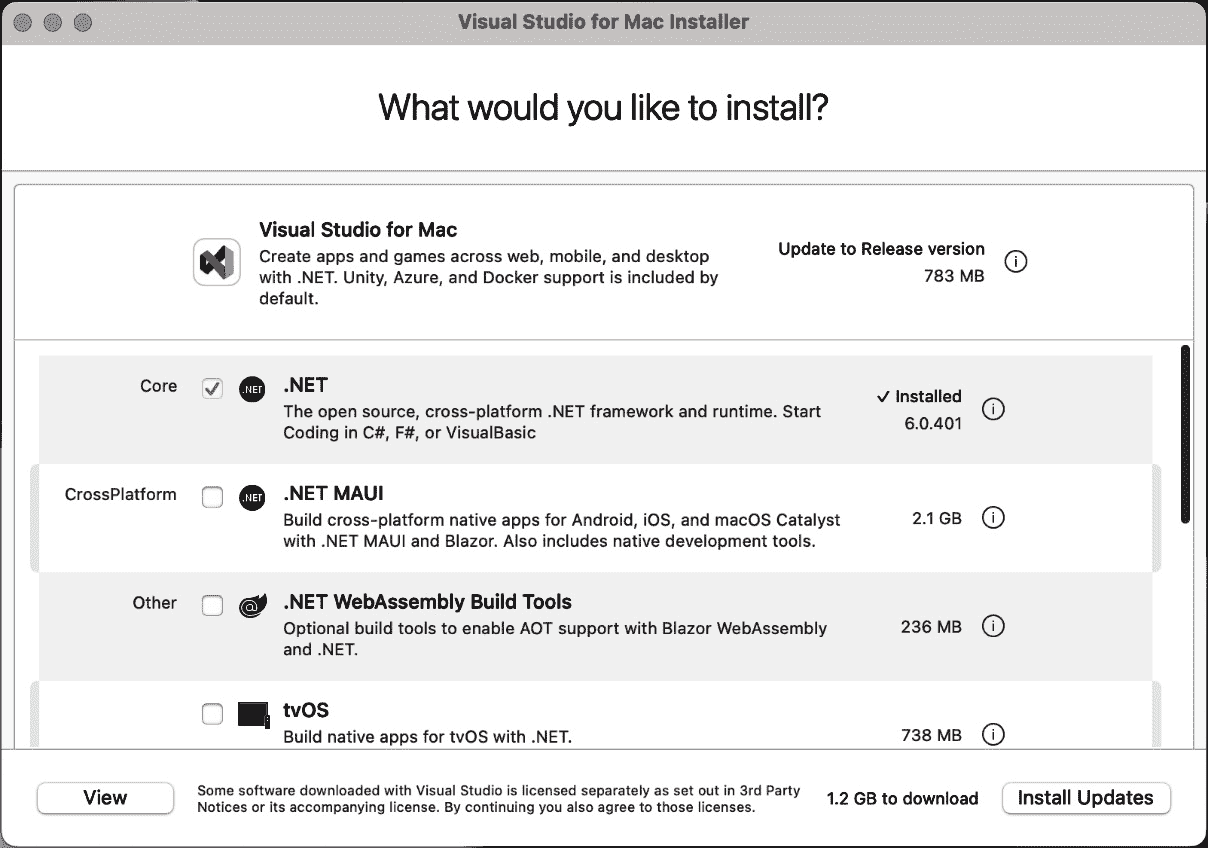 Visual Studio for Mac Installer
What would you like to install?
Visual Studio for Mac
Create apps and games across web, mobile, and desktop
with .NET. Unity, Azure, and Docker support is included by
default.
Update to Release version
783 MB
Core
.NET
.NET
The open source, cross-platform .NET framework and runtime. Start
Coding in C#, F#, or VisualBasic
✓ Installed
6.0.401
CrossPlatform
.NET
.NET MAUI
Build cross-platform native apps for Android, iOS, and macOS Catalyst
with .NET MAUI and Blazor. Also includes native development tools.
2.1 GB
Other
.NET WebAssembly Build Tools
Optional build tools to enable AOT support with Blazor WebAssembly
and .NET.
236 MB
tvOS
Build native apps for tvOS with .NET.
738 MB
View
Some software downloaded with Visual Studio is licensed separately as set out in 3rd Party
Notices or its accompanying license. By continuing you also agree to those licenses.
1.2 GB to download
Install Updates